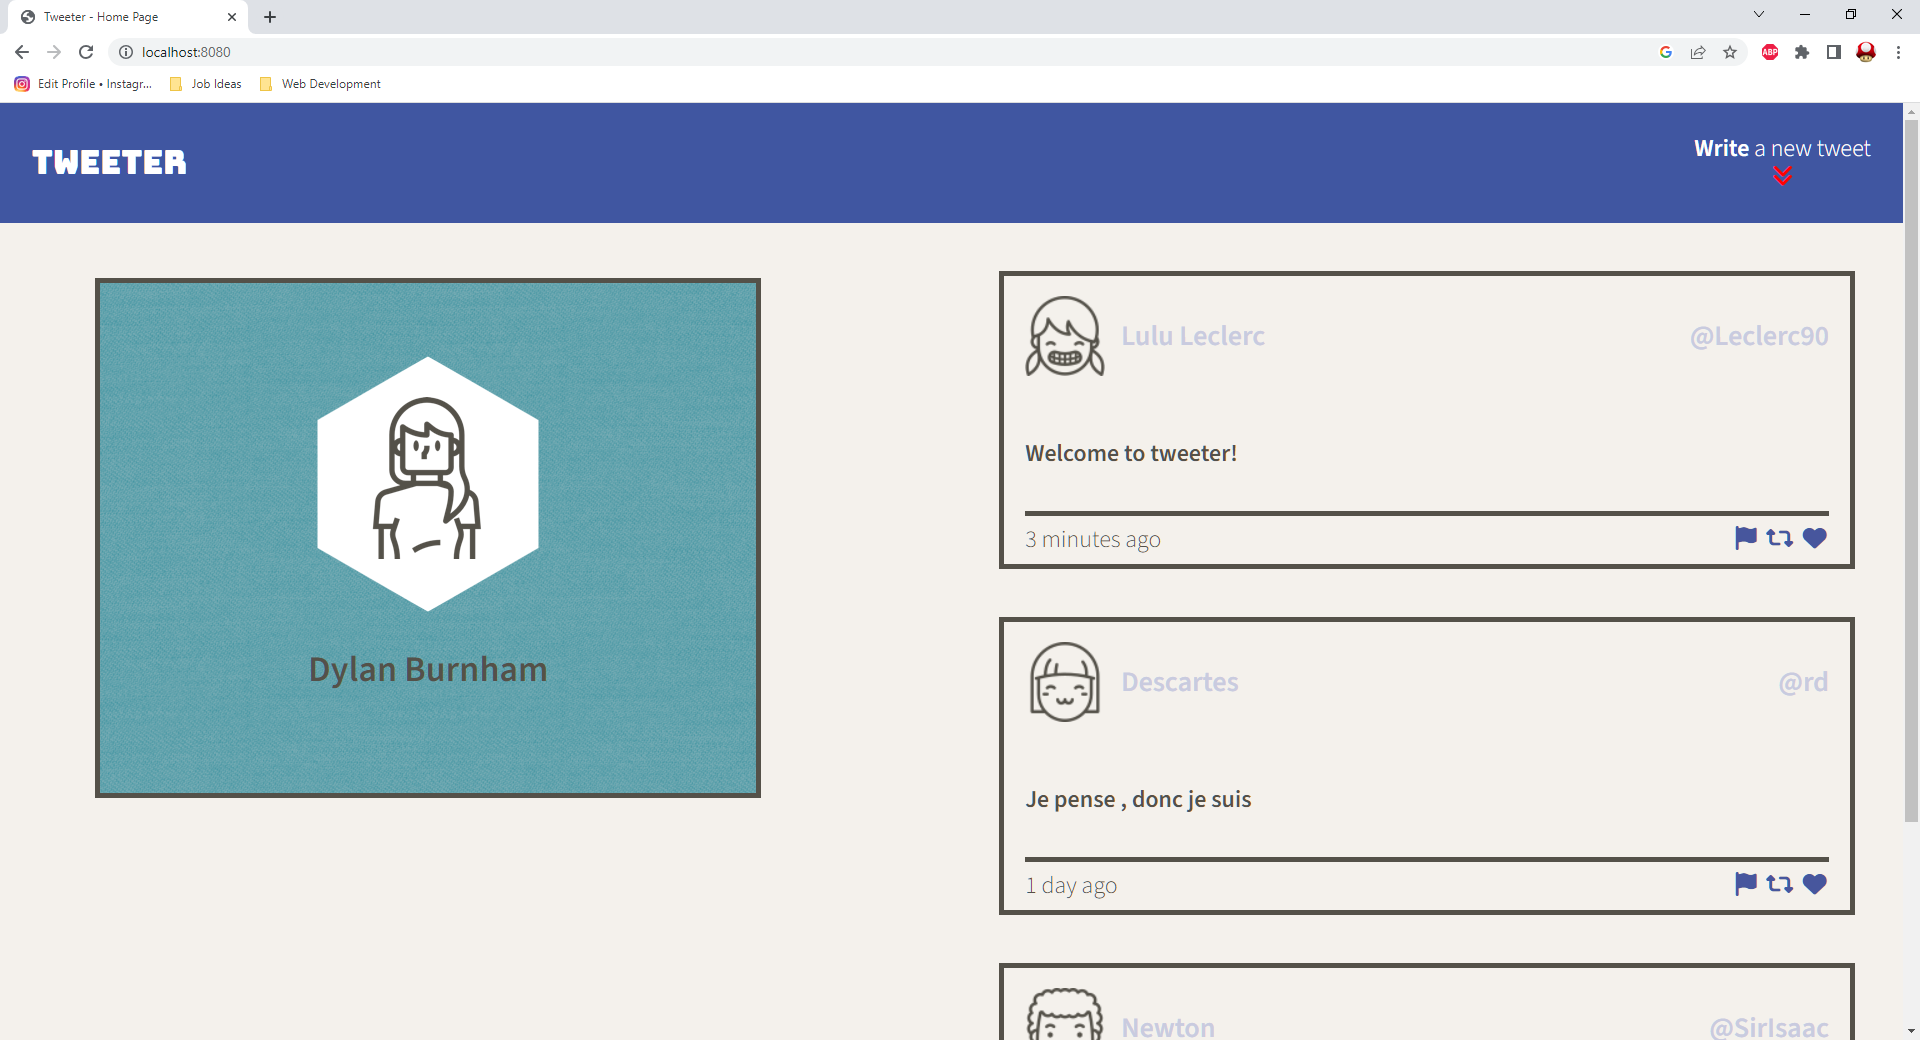 Tweeter - Home Page
localhost:8080
ABP
Edit Profile • Instagr...
Job Ideas
Web Development
TWEETER
Write a new tweet
Dylan Burnham
Lulu Leclerc
@Leclerc90
Welcome to tweeter!
3 minutes ago
Descartes
@rd
Je pense , donc je suis
1 day ago
Newton
@SirIsaac